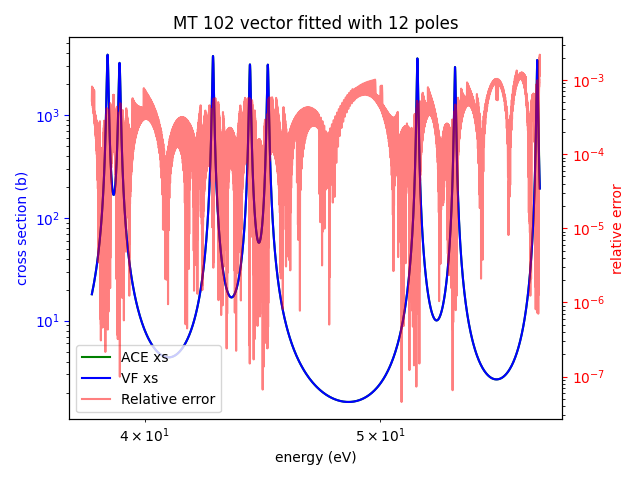 MT 102 vector fitted with 12 poles
10³
10²
10¹
cross section (b)
10⁻³
10⁻⁴
10⁻⁵
10⁻⁶
10⁻⁷
relative error
ACE xs
VF xs
Relative error
4 × 10¹
5 × 10¹
energy (eV)